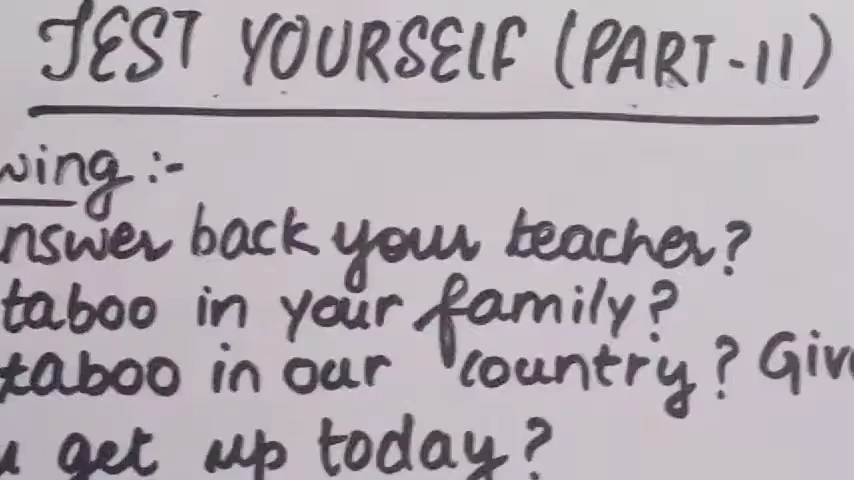 TEST YOURSELF (PART-II)
wing :-
nswer back your teacher?
taboo in your family?
taboo in our country? Giv
u get up today?